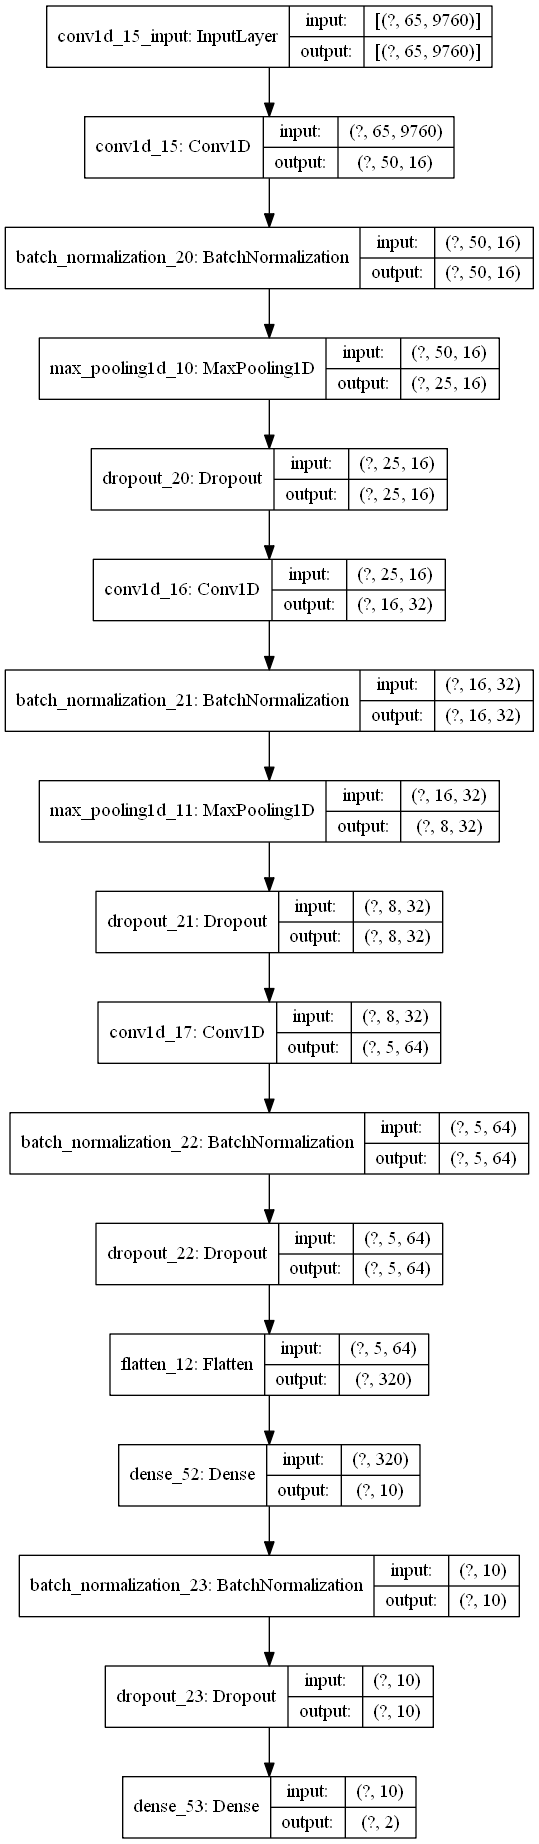 conv1d_15_input: InputLayer
input: [(?, 65, 9760)]
output: [(?, 65, 9760)]
conv1d_15: Conv1D
input: (?, 65, 9760)
output: (?, 50, 16)
batch_normalization_20: BatchNormalization
input: (?, 50, 16)
output: (?, 50, 16)
max_pooling1d_10: MaxPooling1D
input: (?, 50, 16)
output: (?, 25, 16)
dropout_20: Dropout
input: (?, 25, 16)
output: (?, 25, 16)
conv1d_16: Conv1D
input: (?, 25, 16)
output: (?, 16, 32)
batch_normalization_21: BatchNormalization
input: (?, 16, 32)
output: (?, 16, 32)
max_pooling1d_11: MaxPooling1D
input: (?, 16, 32)
output: (?, 8, 32)
dropout_21: Dropout
input: (?, 8, 32)
output: (?, 8, 32)
conv1d_17: Conv1D
input: (?, 8, 32)
output: (?, 5, 64)
batch_normalization_22: BatchNormalization
input: (?, 5, 64)
output: (?, 5, 64)
dropout_22: Dropout
input: (?, 5, 64)
output: (?, 5, 64)
flatten_12: Flatten
input: (?, 5, 64)
output: (?, 320)
dense_52: Dense
input: (?, 320)
output: (?, 10)
batch_normalization_23: BatchNormalization
input: (?, 10)
output: (?, 10)
dropout_23: Dropout
input: (?, 10)
output: (?, 10)
dense_53: Dense
input: (?, 10)
output: (?, 2)